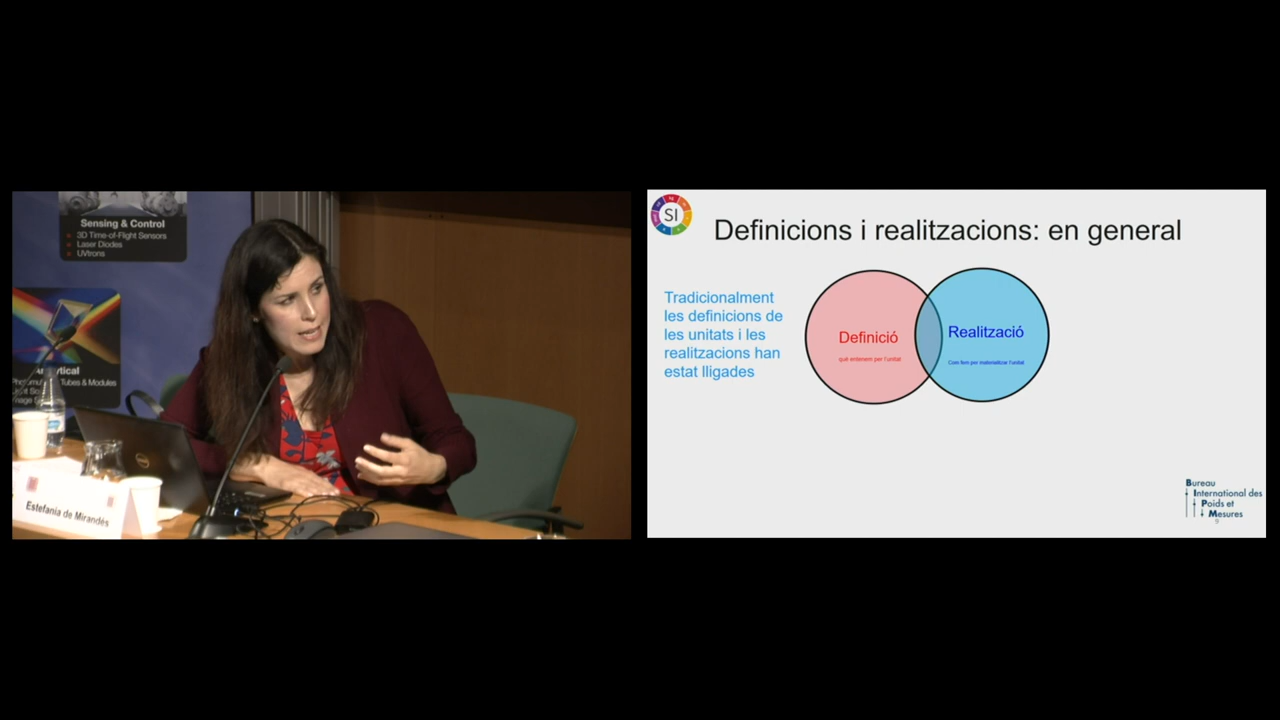 Sensing & Control
3D Time-of-Flight Sensors
Laser Diodes
UVtrons
Tubes & Modules
Estefania de Mirandés
SI
Definicions i realitzacions: en general
Tradicionalment
les definicions de
les unitats i les
realitzacions han
estat lligades
Definició
què entenem per l'unitat
Realització
Com fem per materialitzar l'unitat
Bureau
International des
Poids et
Mesures
9